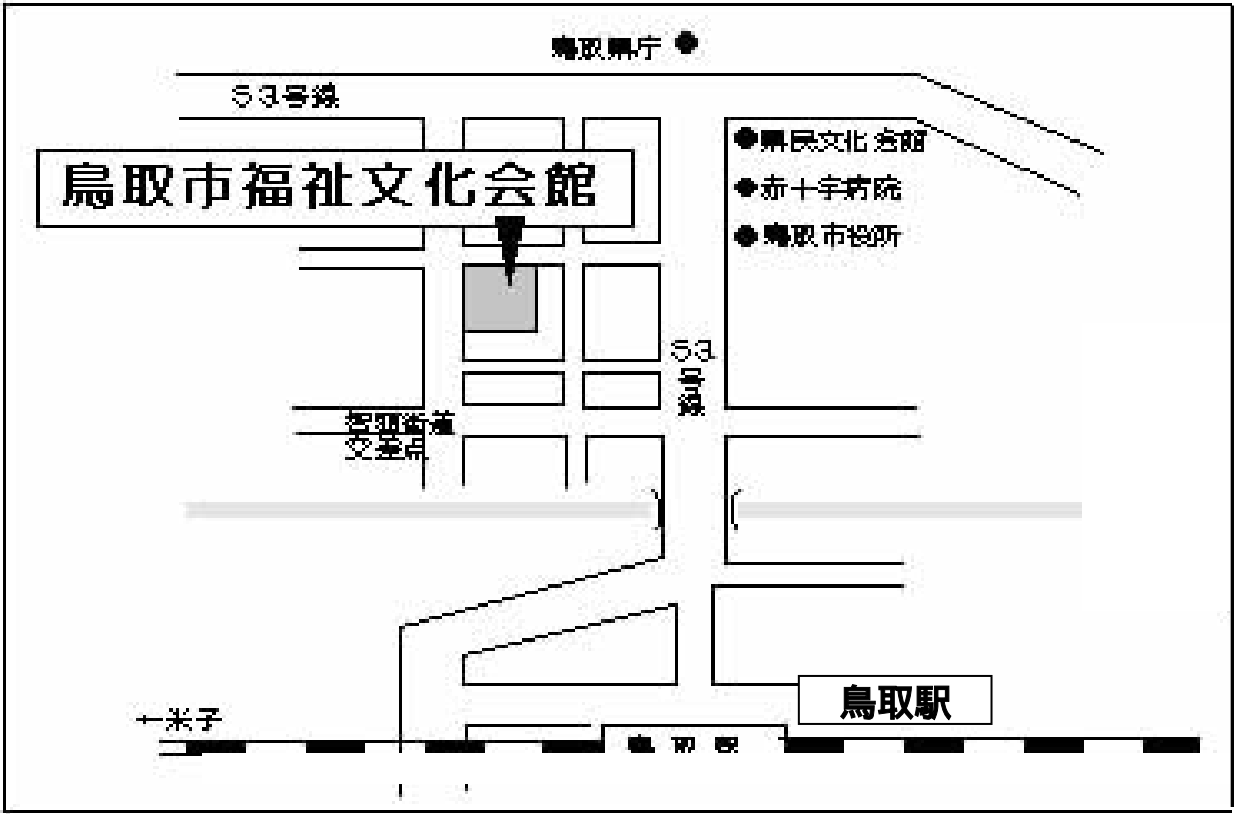 鳥取県庁
53号線
県民文化会館
鳥取市福祉文化会館
赤十字病院
鳥取市役所
53号線
智頭街道
交差点
鳥取駅
←米子
鳥取駅